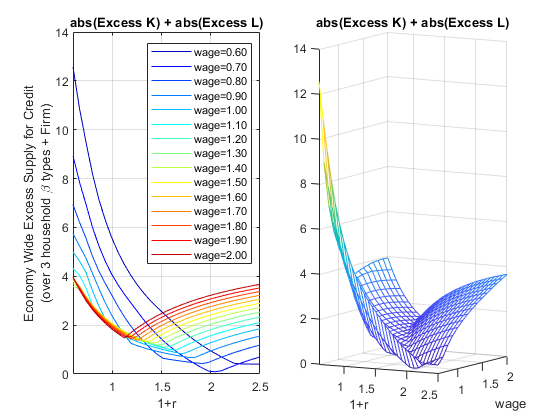 abs(Excess K) + abs(Excess L)
Economy Wide Excess Supply for Credit
(over 3 household β types + Firm)
14
12
10
8
6
4
2
0
1
1.5
2
2.5
1+r
wage=0.60
wage=0.70
wage=0.80
wage=0.90
wage=1.00
wage=1.10
wage=1.20
wage=1.30
wage=1.40
wage=1.50
wage=1.60
wage=1.70
wage=1.80
wage=1.90
wage=2.00
abs(Excess K) + abs(Excess L)
14
12
10
8
6
4
2
0
1
1.5
2
2.5
1+r
1
1.5
2
wage